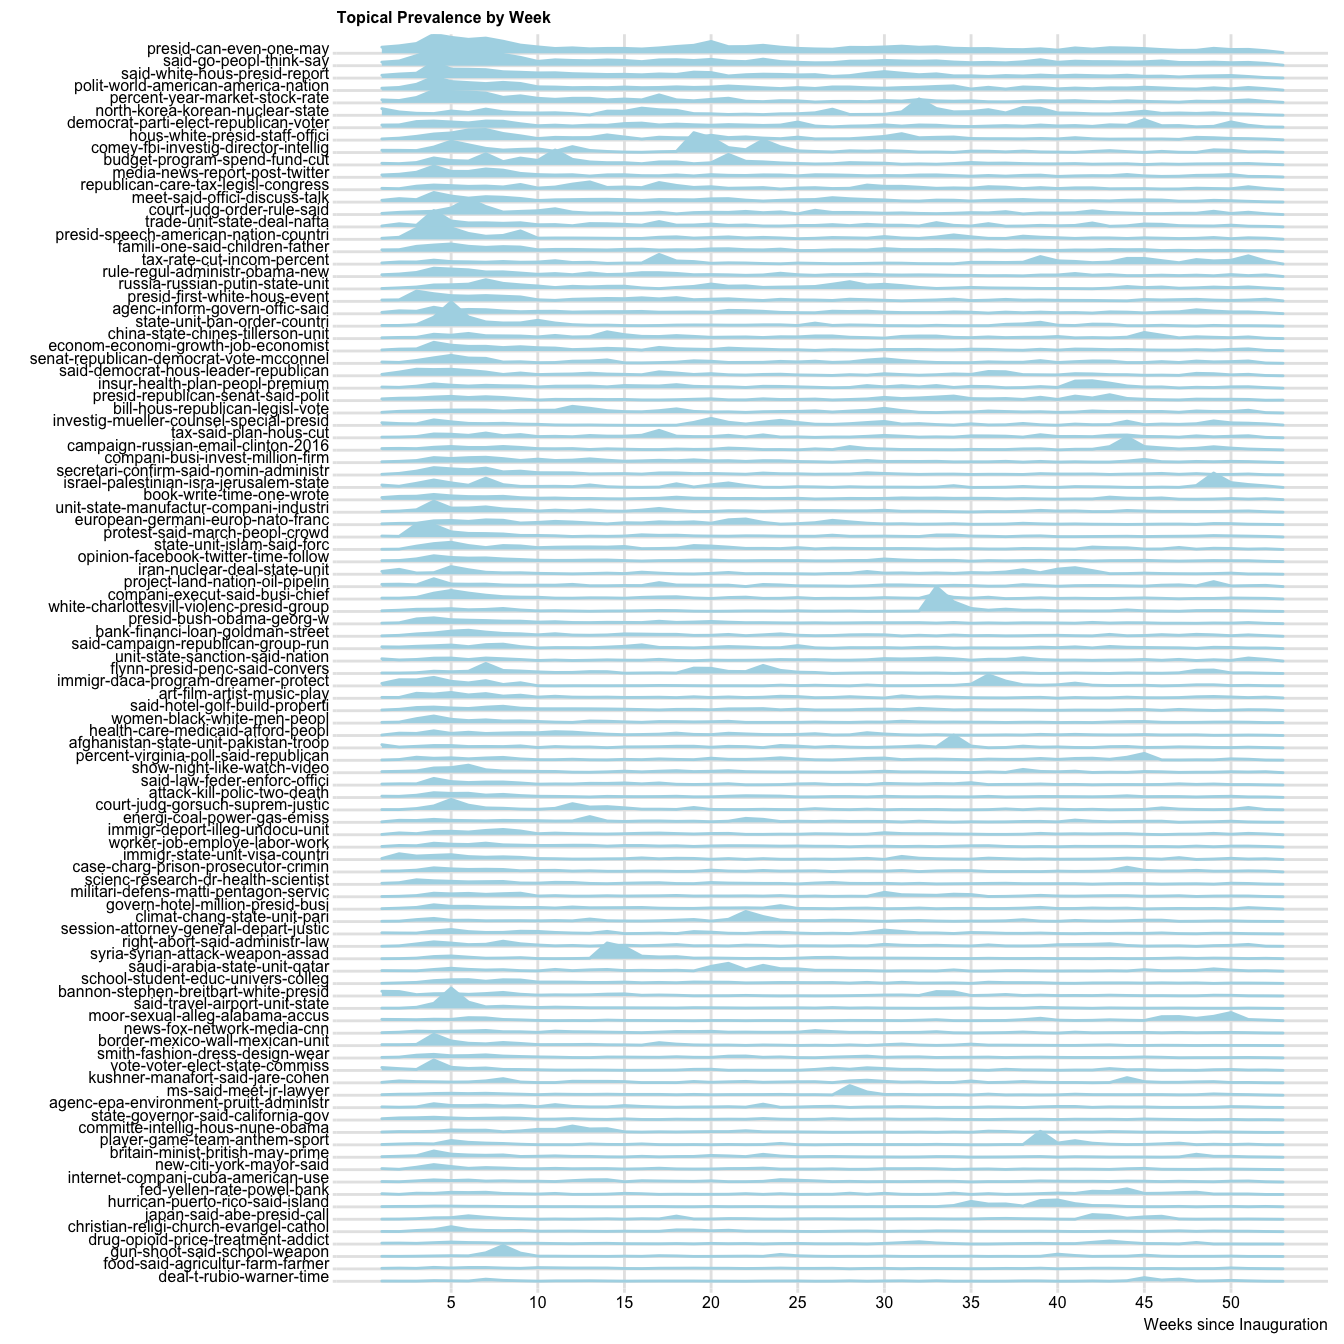 Topical Prevalence by Week
presid-can-even-one-may
said-go-peopl-think-say
said-white-hous-presid-report
polit-world-american-america-nation
percent-year-market-stock-rate
north-korea-korean-nuclear-state
democrat-parti-elect-republican-voter
hous-white-presid-staff-offici
comey-fbi-investig-director-intellig
budget-program-spend-fund-cut
media-news-report-post-twitter
republican-care-tax-legisl-congress
meet-said-offici-discuss-talk
court-judg-order-rule-said
trade-unit-state-deal-nafta
presid-speech-american-nation-countri
famili-one-said-children-father
tax-rate-cut-incom-percent
rule-regul-administr-obama-new
russia-russian-putin-state-unit
presid-first-white-hous-event
agenc-inform-govern-offic-said
state-unit-ban-order-countri
china-state-chines-tillerson-unit
econom-economi-growth-job-economist
senat-republican-democrat-vote-mcconnel
said-democrat-hous-leader-republican
insur-health-plan-peopl-premium
presid-republican-senat-said-polit
bill-hous-republican-legisl-vote
investig-mueller-counsel-special-presid
tax-said-plan-hous-cut
campaign-russian-email-clinton-2016
compani-busi-invest-million-firm
secretari-confirm-said-nomin-administr
israel-palestinian-isra-jerusalem-state
book-write-time-one-wrote
unit-state-manufactur-compani-industri
european-germani-europ-nato-franc
protest-said-march-peopl-crowd
state-unit-islam-said-forc
opinion-facebook-twitter-time-follow
iran-nuclear-deal-state-unit
project-land-nation-oil-pipelin
compani-execut-said-busi-chief
white-charlottesvill-violenc-presid-group
presid-bush-obama-georg-w
bank-financi-loan-goldman-street
said-campaign-republican-group-run
unit-state-sanction-said-nation
flynn-presid-penc-said-convers
immigr-daca-program-dreamer-protect
art-film-artist-music-play
said-hotel-golf-build-properti
women-black-white-men-peopl
health-care-medicaid-afford-peopl
afghanistan-state-unit-pakistan-troop
percent-virginia-poll-said-republican
show-night-like-watch-video
said-law-feder-enforc-offici
attack-kill-polic-two-death
court-judg-gorsuch-suprem-justic
energi-coal-power-gas-emiss
immigr-deport-illeg-undocu-unit
worker-job-employe-labor-work
immigr-state-unit-visa-countri
case-charg-prison-prosecutor-crimin
scienc-research-dr-health-scientist
militari-defens-matti-pentagon-servic
govern-hotel-million-presid-busi
climat-chang-state-unit-pari
session-attorney-general-depart-justic
right-abort-said-administr-law
syria-syrian-attack-weapon-assad
saudi-arabia-state-unit-qatar
school-student-educ-univers-colleg
bannon-stephen-breitbart-white-presid
said-travel-airport-unit-state
moor-sexual-alleg-alabama-accus
news-fox-network-media-cnn
border-mexico-wall-mexican-unit
smith-fashion-dress-design-wear
vote-voter-elect-state-commiss
kushner-manafort-said-jare-cohen
ms-said-meet-jr-lawyer
agenc-epa-environment-pruitt-administr
state-governor-said-california-gov
committe-intellig-hous-nune-obama
player-game-team-anthem-sport
britain-minist-british-may-prime
new-citi-york-mayor-said
internet-compani-cuba-american-use
fed-yellen-rate-powel-bank
hurrican-puerto-rico-said-island
japan-said-abe-presid-call
christian-religi-church-evangel-cathol
drug-opioid-price-treatment-addict
gun-shoot-said-school-weapon
food-said-agricultur-farm-farmer
deal-t-rubio-warner-time
5 10 15 20 25 30 35 40 45 50
Weeks since Inauguration